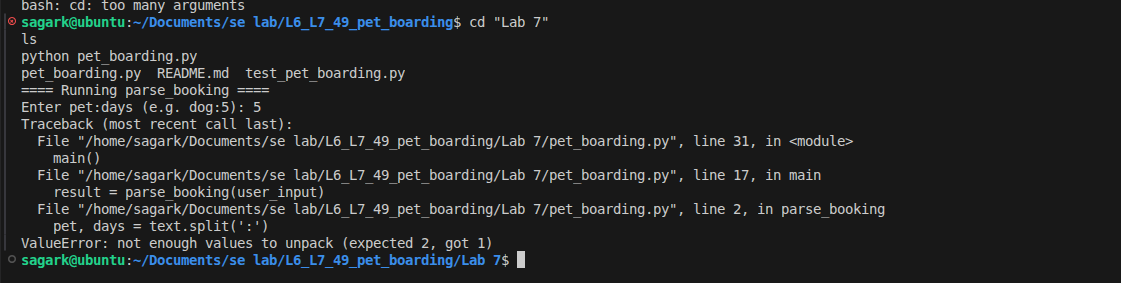 bash: cd: too many arguments
sagark@ubuntu:~/Documents/se lab/L6_L7_49_pet_boarding$ cd "Lab 7"
ls
python pet_boarding.py
pet_boarding.py  README.md  test_pet_boarding.py
==== Running parse_booking ====
Enter pet:days (e.g. dog:5): 5
Traceback (most recent call last):
  File "/home/sagark/Documents/se lab/L6_L7_49_pet_boarding/Lab 7/pet_boarding.py", line 31, in <module>
    main()
  File "/home/sagark/Documents/se lab/L6_L7_49_pet_boarding/Lab 7/pet_boarding.py", line 17, in main
    result = parse_booking(user_input)
  File "/home/sagark/Documents/se lab/L6_L7_49_pet_boarding/Lab 7/pet_boarding.py", line 2, in parse_booking
    pet, days = text.split(':')
ValueError: not enough values to unpack (expected 2, got 1)
sagark@ubuntu:~/Documents/se lab/L6_L7_49_pet_boarding/Lab 7$